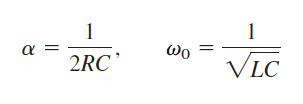 α = 1/2RC, ω₀ = 1/√LC